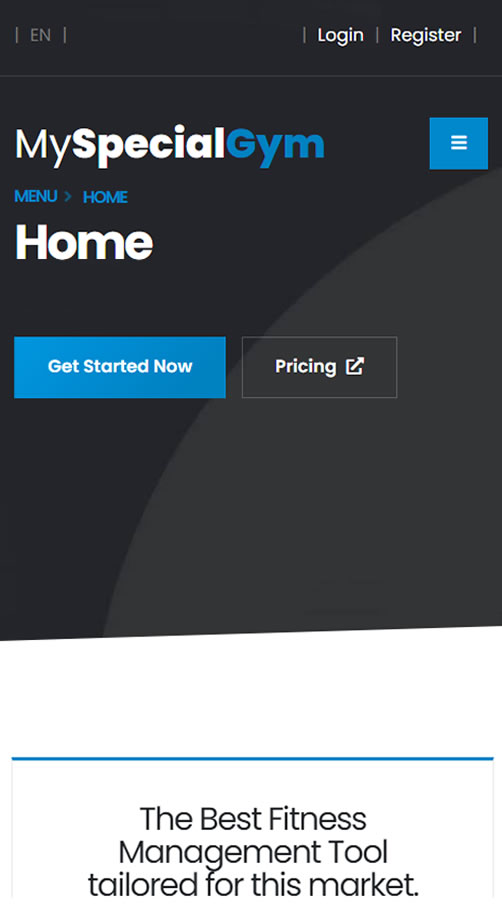 | EN | | Login | Register |
MySpecialGym
MENU > HOME
Home
Get Started Now Pricing
The Best Fitness
Management Tool
tailored for this market.